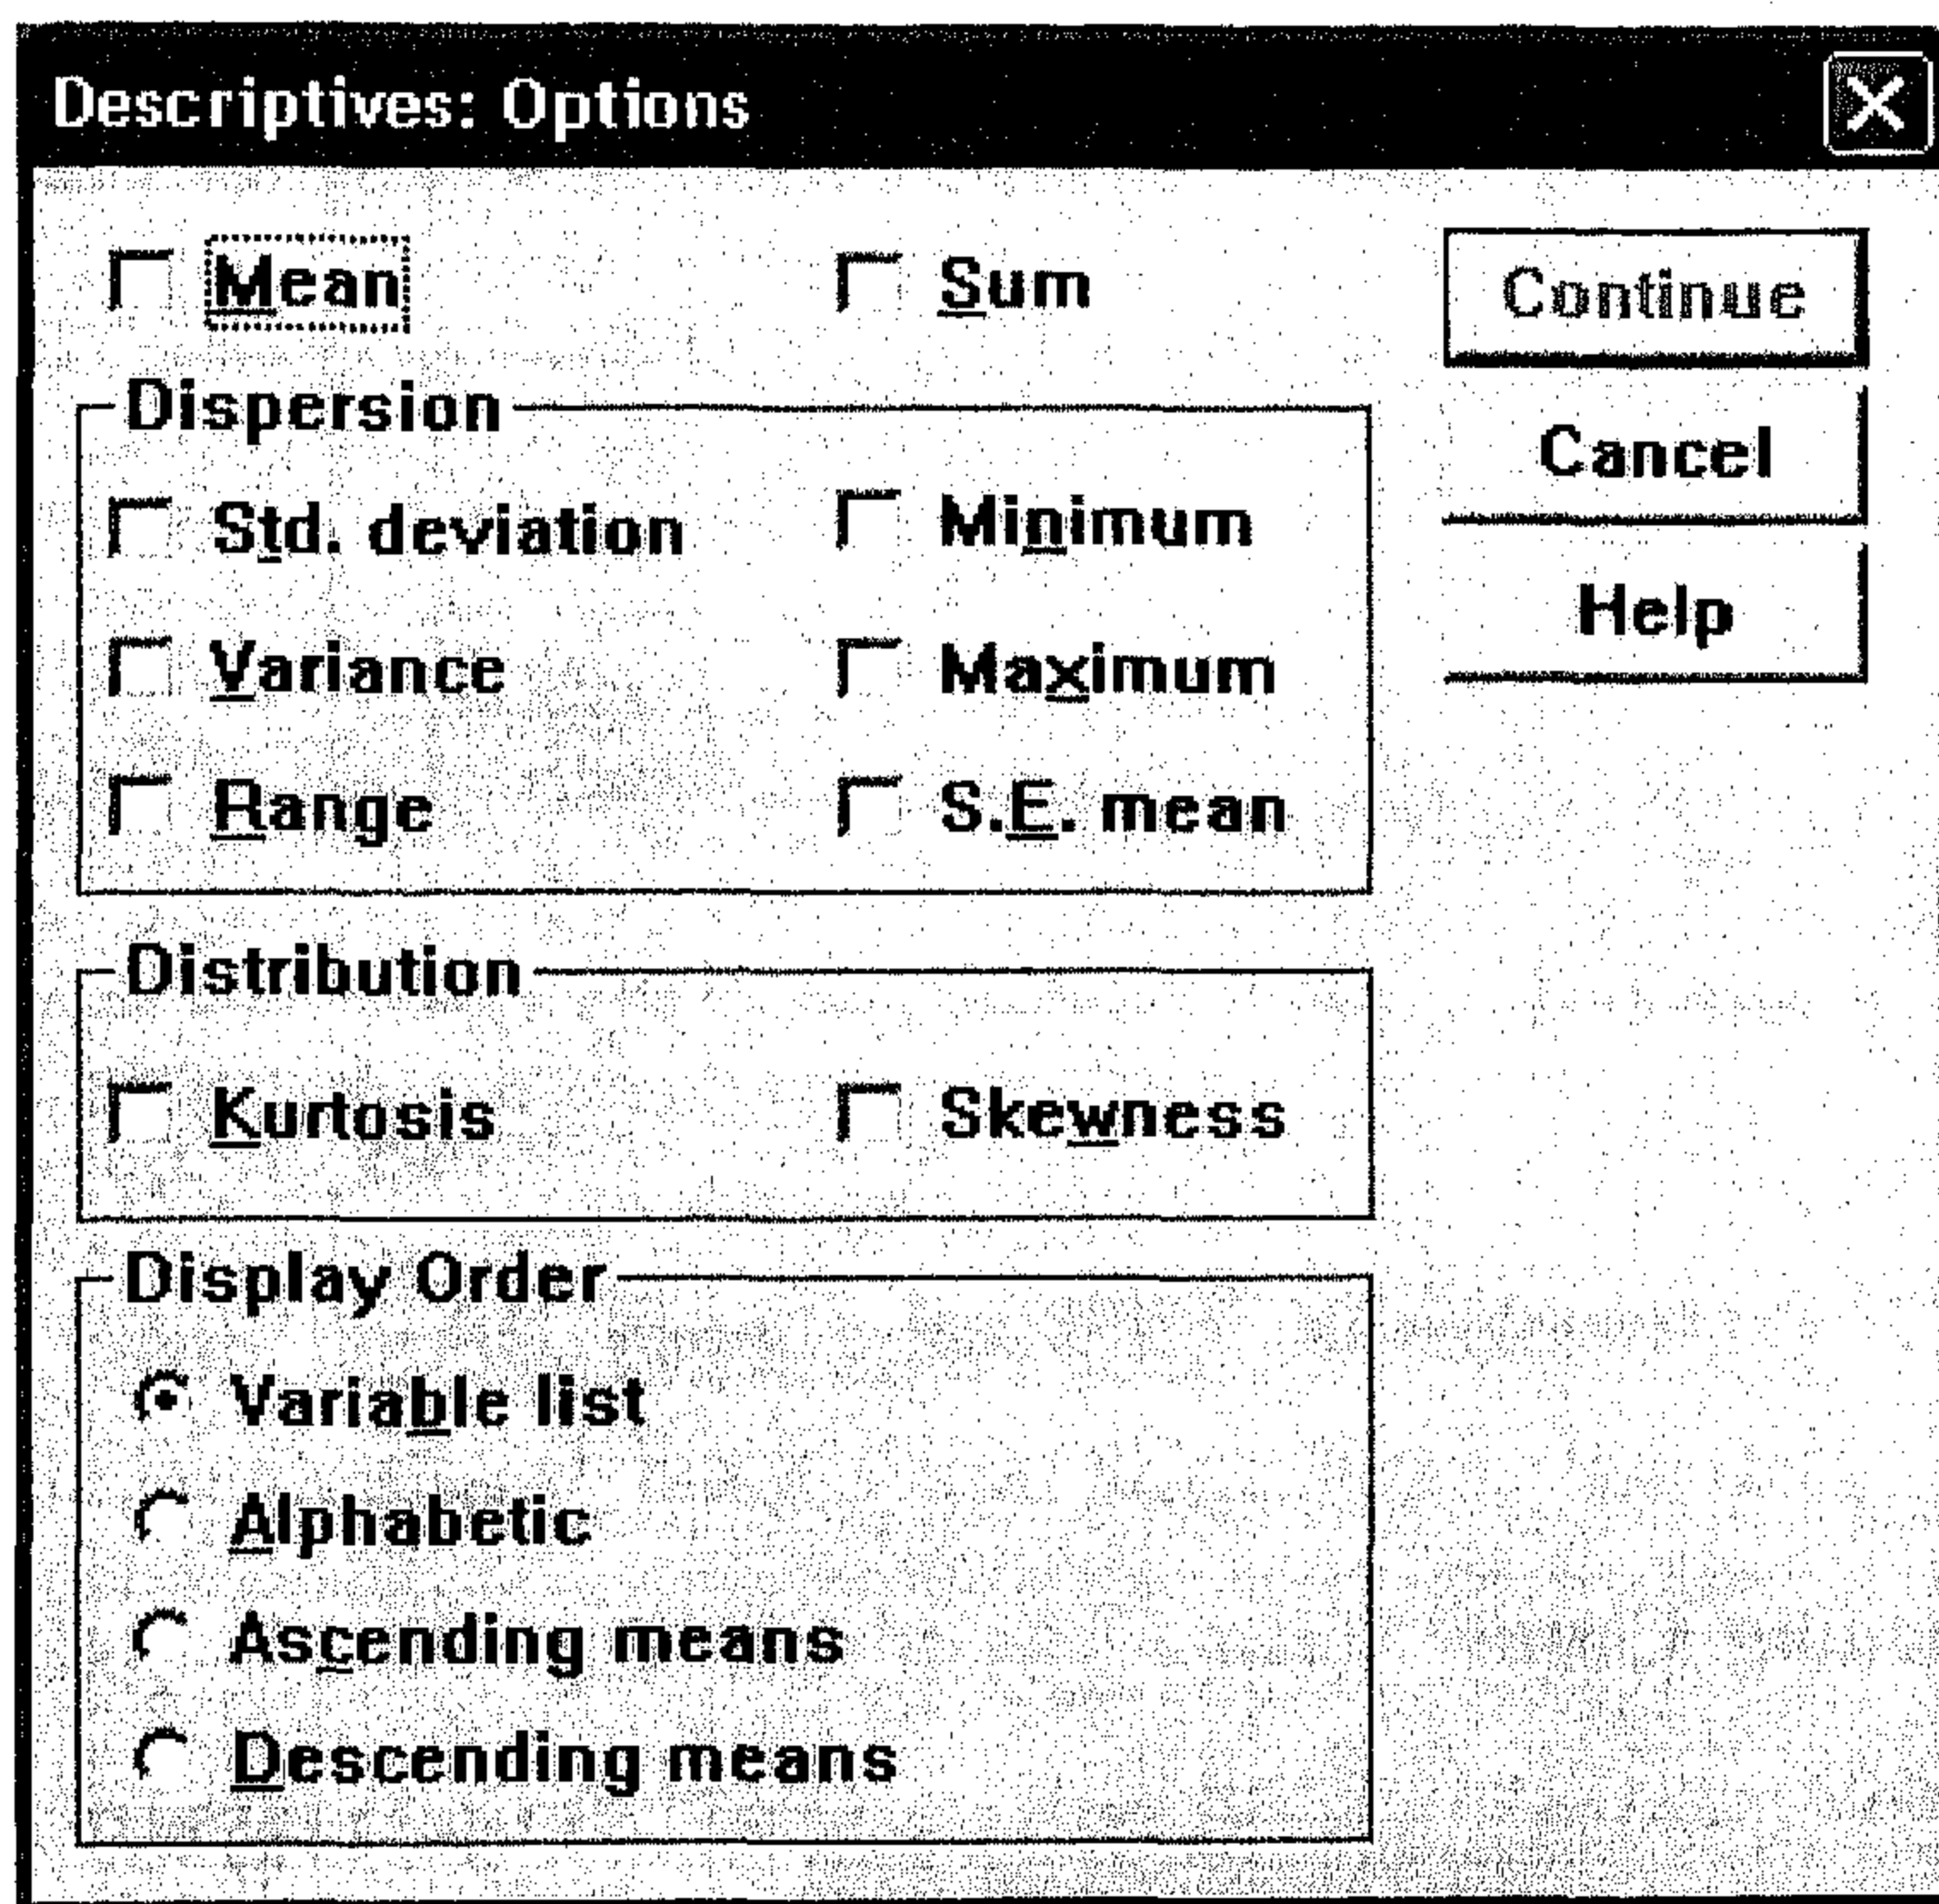 Descriptives: Options
Mean Sum Continue
Dispersion
Cancel
Std. deviation Minimum
Help
Variance Maximum
Range S.E. mean
Distribution
Kurtosis Skewness
Display Order
Variable list
Alphabetic
Ascending means
Descending means